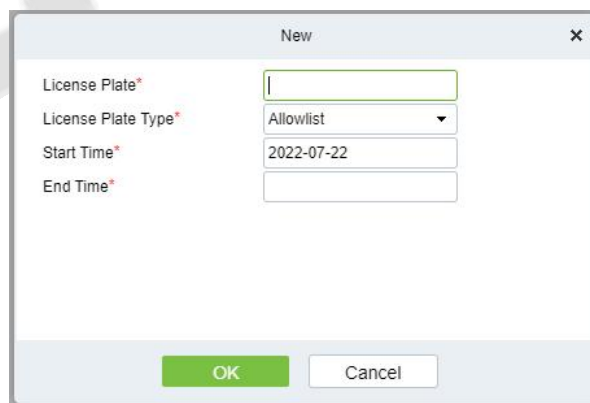 New
License Plate*
License Plate Type* Allowlist
Start Time* 2022-07-22
End Time*
OK Cancel